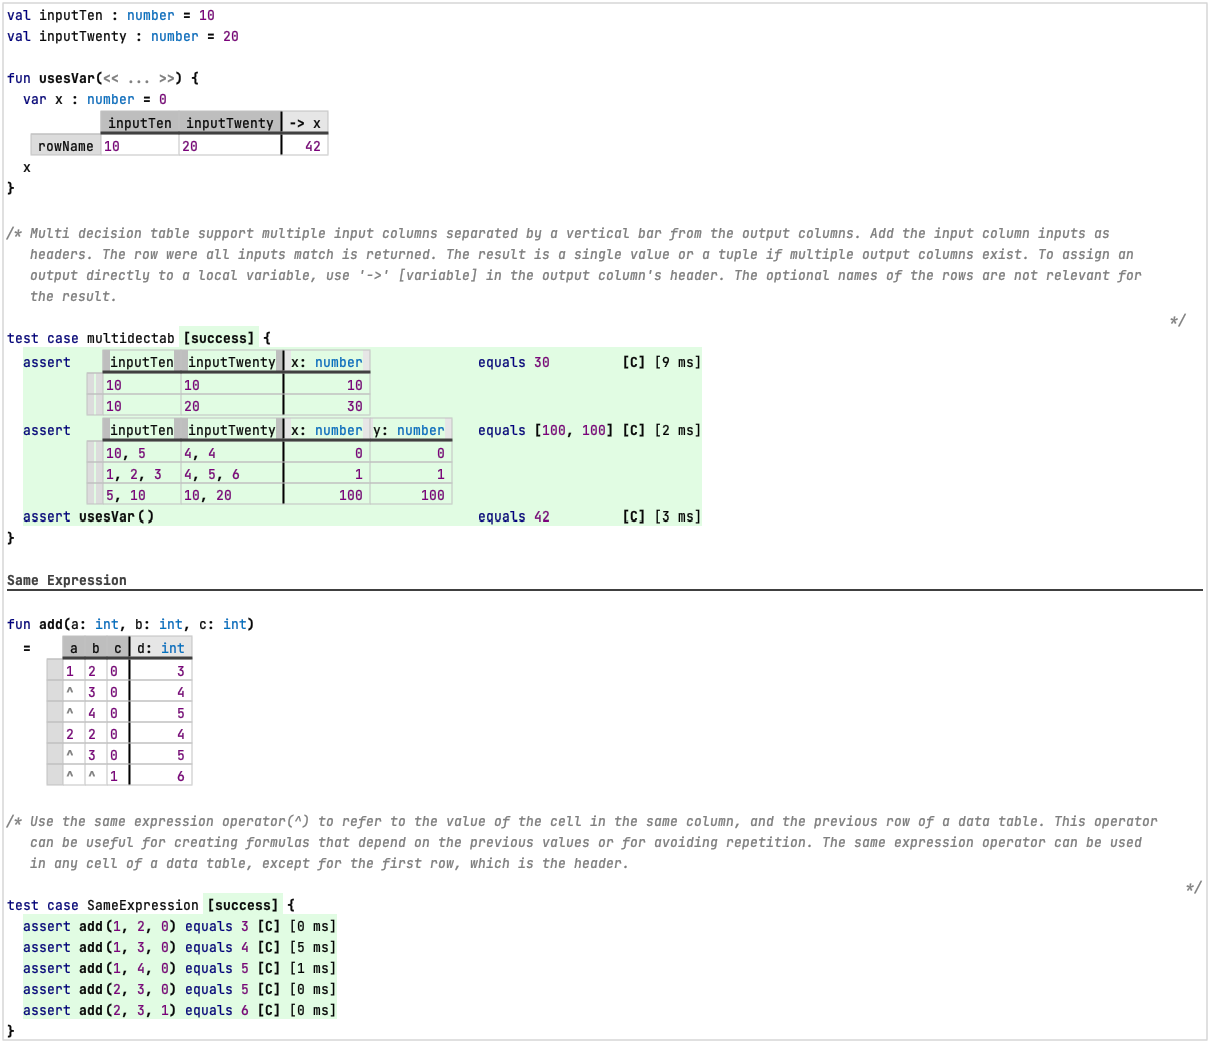 val inputTen : number = 10
val inputTwenty : number = 20
fun usesVar(<< ... >>) {
var x : number = 0
inputTen inputTwenty -> x
rowName 10 20 42
x
}
/* Multi decision table support multiple input columns separated by a vertical bar from the output columns. Add the input column inputs as
headers. The row were all inputs match is returned. The result is a single value or a tuple if multiple output columns exist. To assign an
output directly to a local variable, use '->' [variable] in the output column's header. The optional names of the rows are not relevant for
the result.
*/
test case multidectab [success] {
assert inputTen inputTwenty x: number equals 30 [C] [9 ms]
10 10 10
10 20 30
assert inputTen inputTwenty x: number y: number equals [100, 100] [C] [2 ms]
10, 5 4, 4 0 0
1, 2, 3 4, 5, 6 1 1
5, 10 10, 20 100 100
assert usesVar() equals 42 [C] [3 ms]
}
Same Expression
fun add(a: int, b: int, c: int)
= a b c d: int
1 2 0 3
^ 3 0 4
^ 4 0 5
2 2 0 4
^ 3 0 5
^ ^ 1 6
/* Use the same expression operator(^) to refer to the value of the cell in the same column, and the previous row of a data table. This operator
can be useful for creating formulas that depend on the previous values or for avoiding repetition. The same expression operator can be used
in any cell of a data table, except for the first row, which is the header.
*/
test case SameExpression [success] {
assert add(1, 2, 0) equals 3 [C] [0 ms]
assert add(1, 3, 0) equals 4 [C] [5 ms]
assert add(1, 4, 0) equals 5 [C] [1 ms]
assert add(2, 3, 0) equals 5 [C] [0 ms]
assert add(2, 3, 1) equals 6 [C] [0 ms]
}